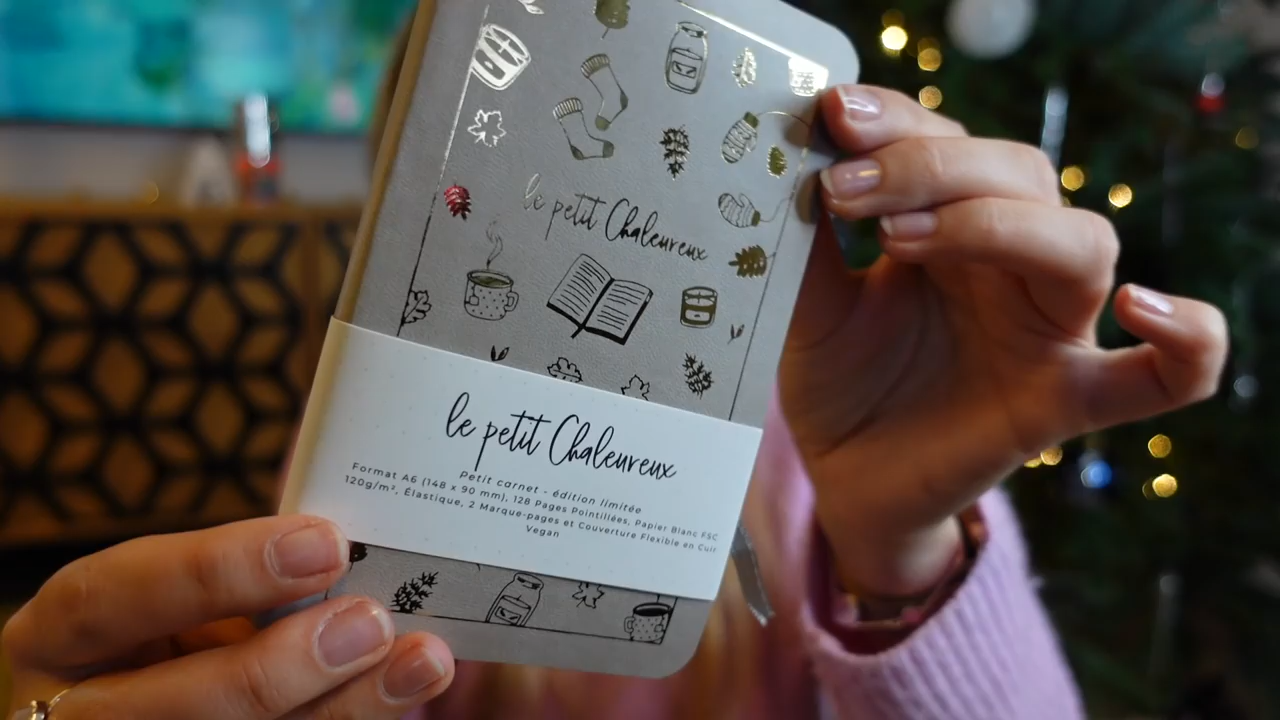 le petit Chaleureux
le petit Chaleureux
Petit carnet - édition limitée
Format A6 (148 x 90 mm), 128 Pages Pointillées, Papier Blanc FSC
120g/m², Élastique, 2 Marque-pages et Couverture Flexible en Cuir
Vegan